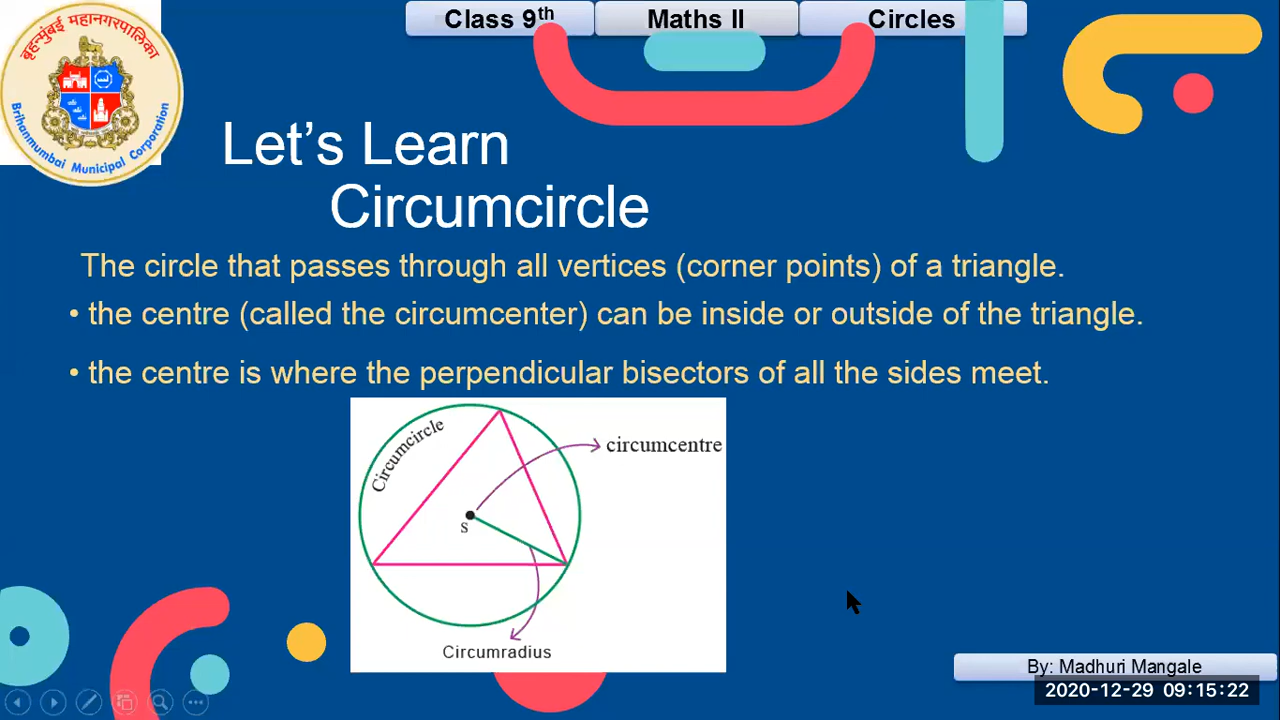 Class 9th
Maths II
Circles
बृहन्मुंबई महानगरपालिका
Brihanmumbai Municipal Corporation
Let’s Learn
Circumcircle
The circle that passes through all vertices (corner points) of a triangle.
• the centre (called the circumcenter) can be inside or outside of the triangle.
• the centre is where the perpendicular bisectors of all the sides meet.
Circumcircle
circumcentre
s
Circumradius
By: Madhuri Mangale
2020-12-29 09:15:22